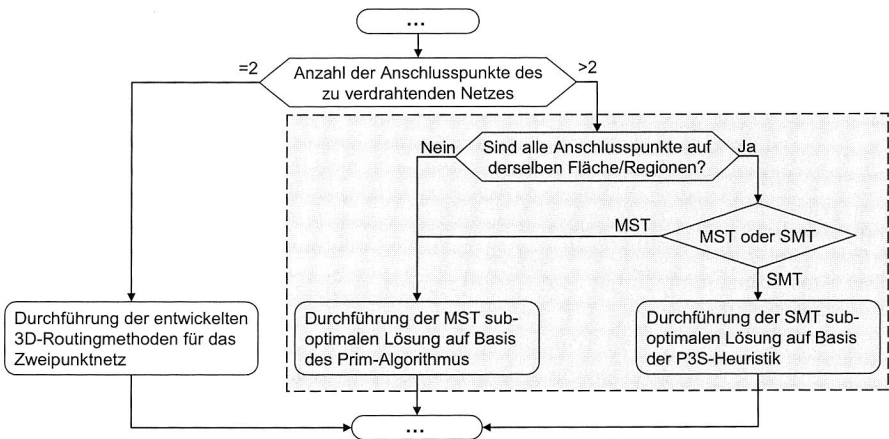 ...
=2
Anzahl der Anschlusspunkte des
zu verdrahtenden Netzes
>2
Nein
Sind alle Anschlusspunkte auf
derselben Fläche/Regionen?
Ja
MST
MST oder SMT
SMT
Durchführung der entwickelten
3D-Routingmethoden für das
Zweipunktnetz
Durchführung der MST sub-
optimalen Lösung auf Basis
des Prim-Algorithmus
Durchführung der SMT sub-
optimalen Lösung auf Basis
der P3S-Heuristik
...